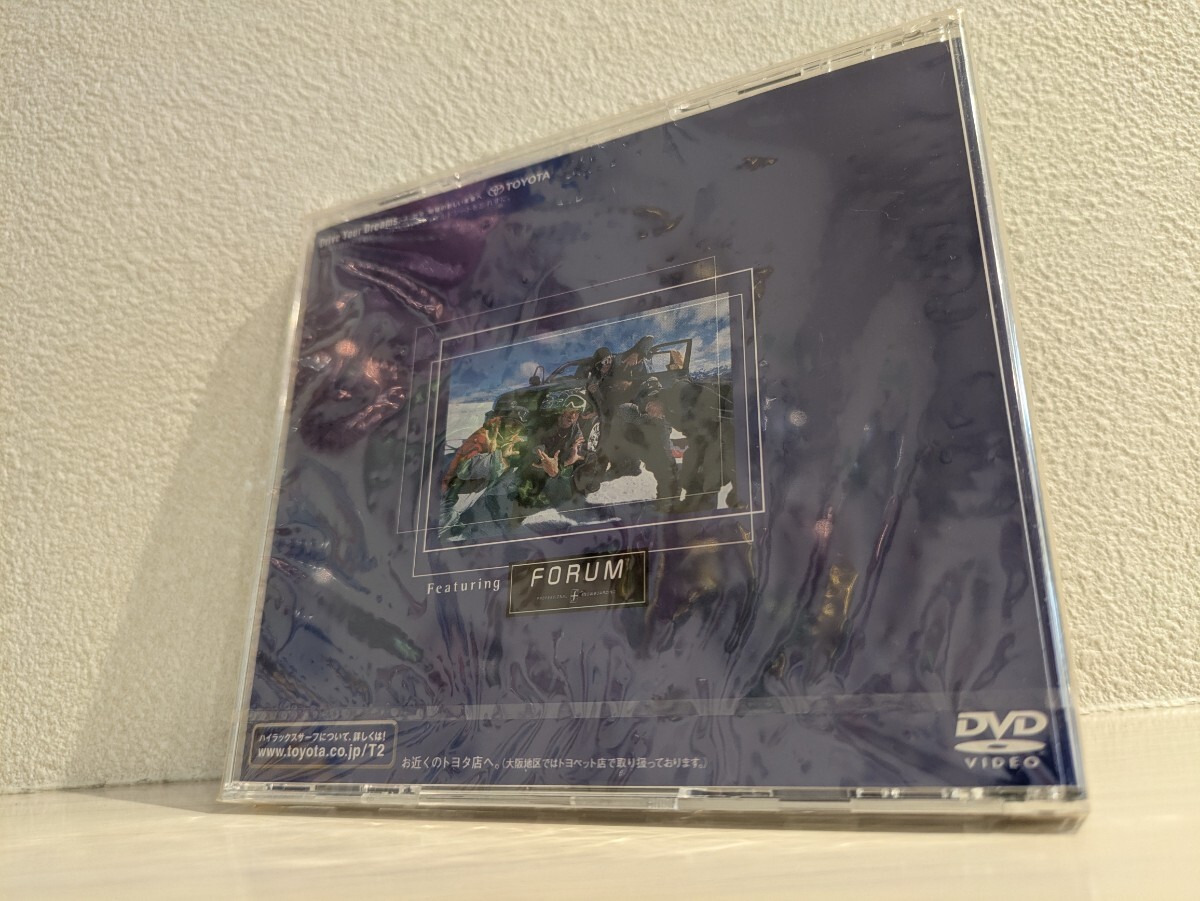 Drive Your Dreams.
TOYOTA
Featuring
FORUM
ハイラックスサーフについて、詳しくは!
www.toyota.co.jp/T2
お近くのトヨタ店へ。(大阪地区ではトヨペット店で取り扱っております。)
DVD
VIDEO